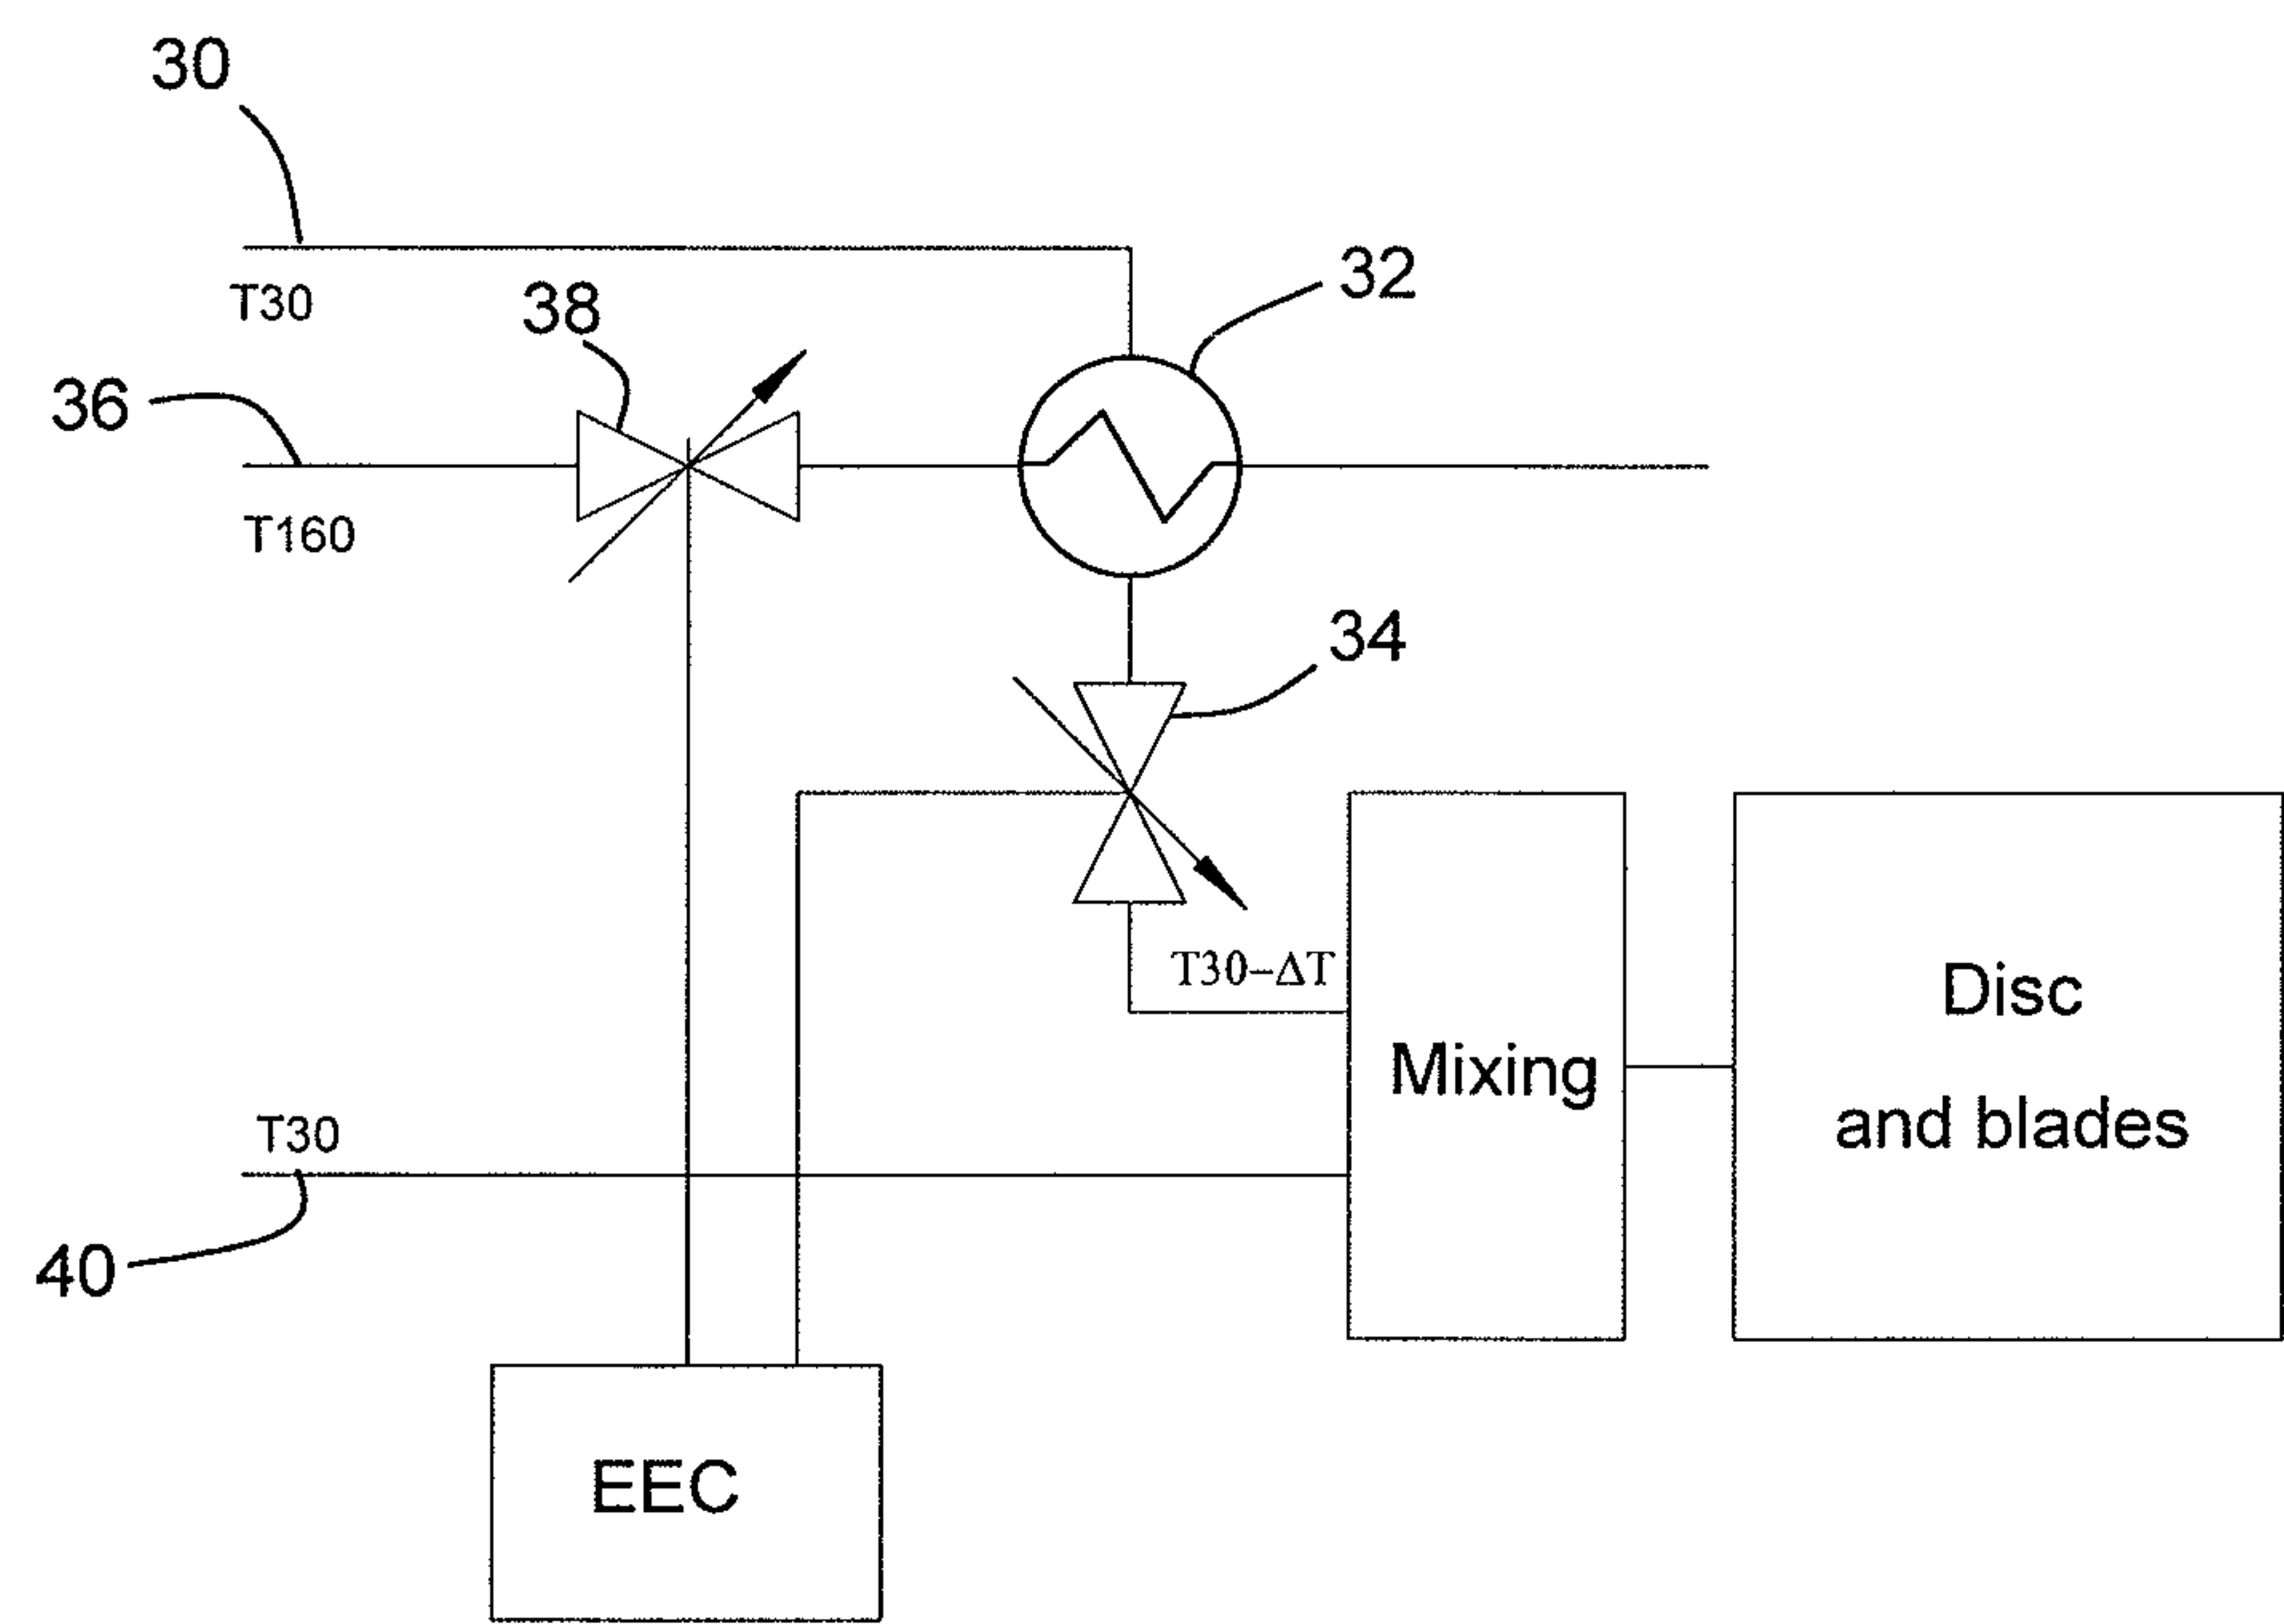 30
T30
38
32
36
T160
34
T30–ΔT
Disc
Mixing
and blades
T30
40
EEC